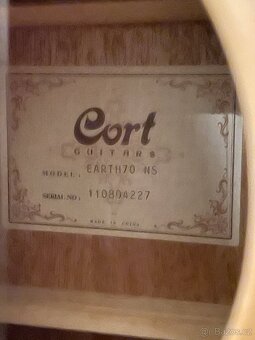 Cort
GUITARS
MODEL: EARTH70 NS
SERIAL NO: 110804227
MADE IN CHINA